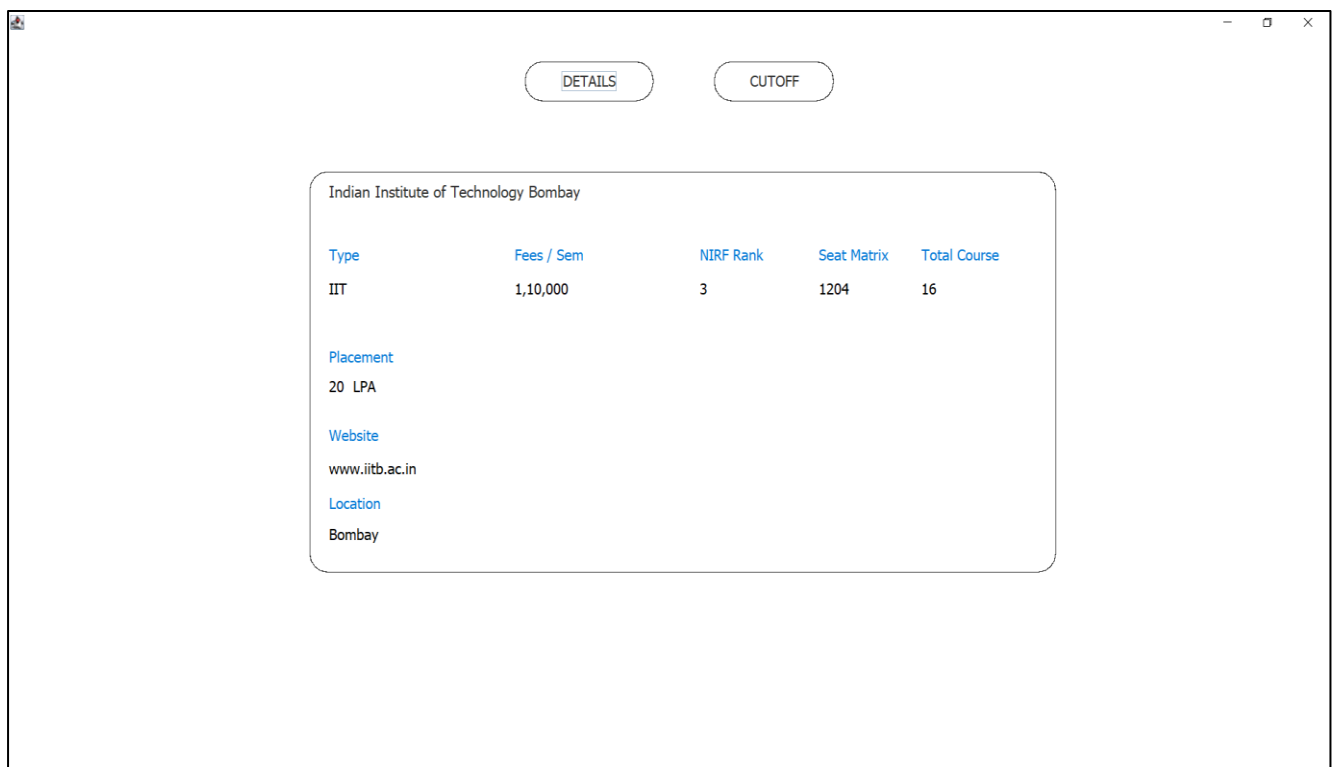 DETAILS CUTOFF
Indian Institute of Technology Bombay
Type Fees / Sem NIRF Rank Seat Matrix Total Course
IIT 1,10,000 3 1204 16
Placement
20 LPA
Website
www.iitb.ac.in
Location
Bombay